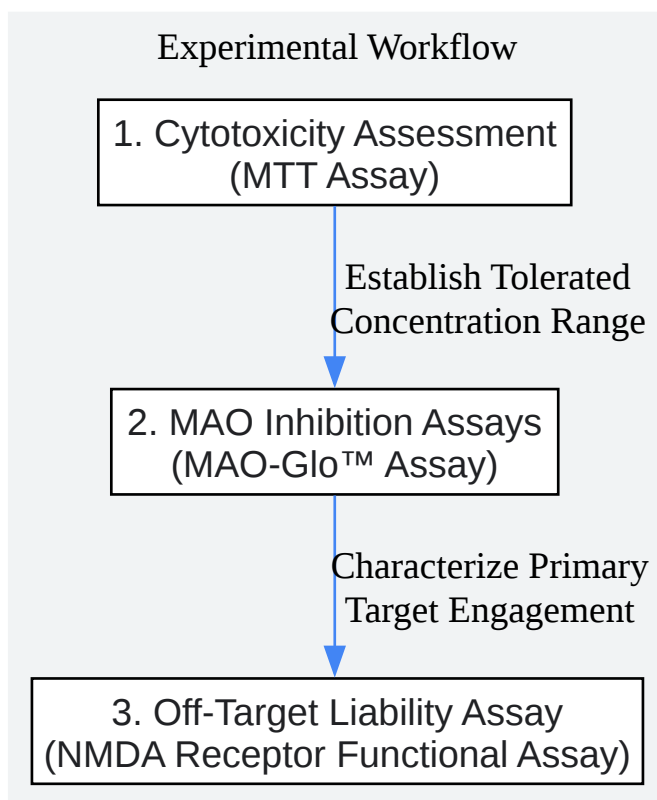 Experimental Workflow
1. Cytotoxicity Assessment
(MTT Assay)
Establish Tolerated
Concentration Range
2. MAO Inhibition Assays
(MAO-Glo™ Assay)
Characterize Primary
Target Engagement
3. Off-Target Liability Assay
(NMDA Receptor Functional Assay)